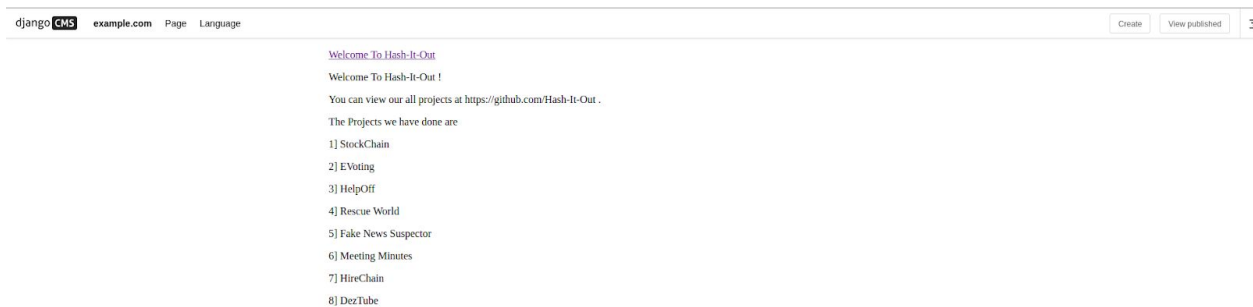 django CMS example.com Page Language Create View published
Welcome To Hash-It-Out
Welcome To Hash-It-Out !
You can view our all projects at https://github.com/Hash-It-Out .
The Projects we have done are
1] StockChain
2] EVoting
3] HelpOff
4] Rescue World
5] Fake News Suspector
6] Meeting Minutes
7] HireChain
8] DezTube